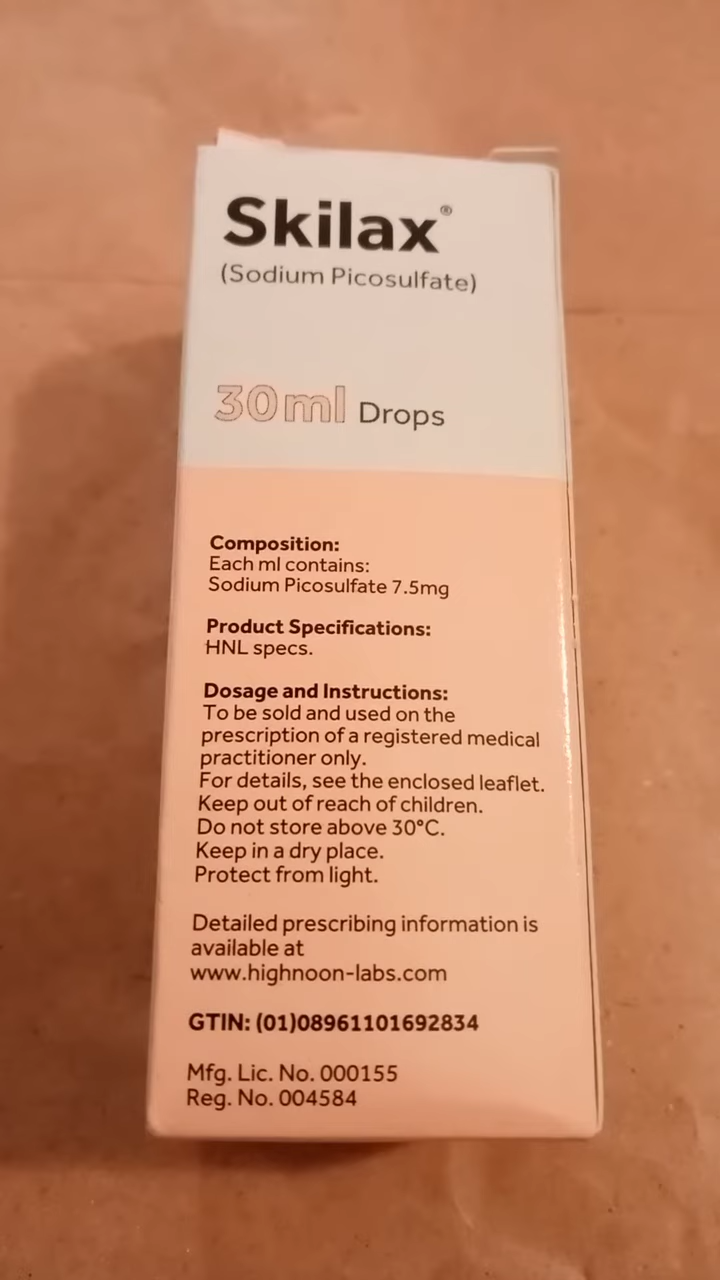 Skilax®
(Sodium Picosulfate)
30ml Drops
Composition:
Each ml contains:
Sodium Picosulfate 7.5mg
Product Specifications:
HNL specs.
Dosage and Instructions:
To be sold and used on the
prescription of a registered medical
practitioner only.
For details, see the enclosed leaflet.
Keep out of reach of children.
Do not store above 30°C.
Keep in a dry place.
Protect from light.
Detailed prescribing information is
available at
www.highnoon-labs.com
GTIN: (01)08961101692834
Mfg. Lic. No. 000155
Reg. No. 004584